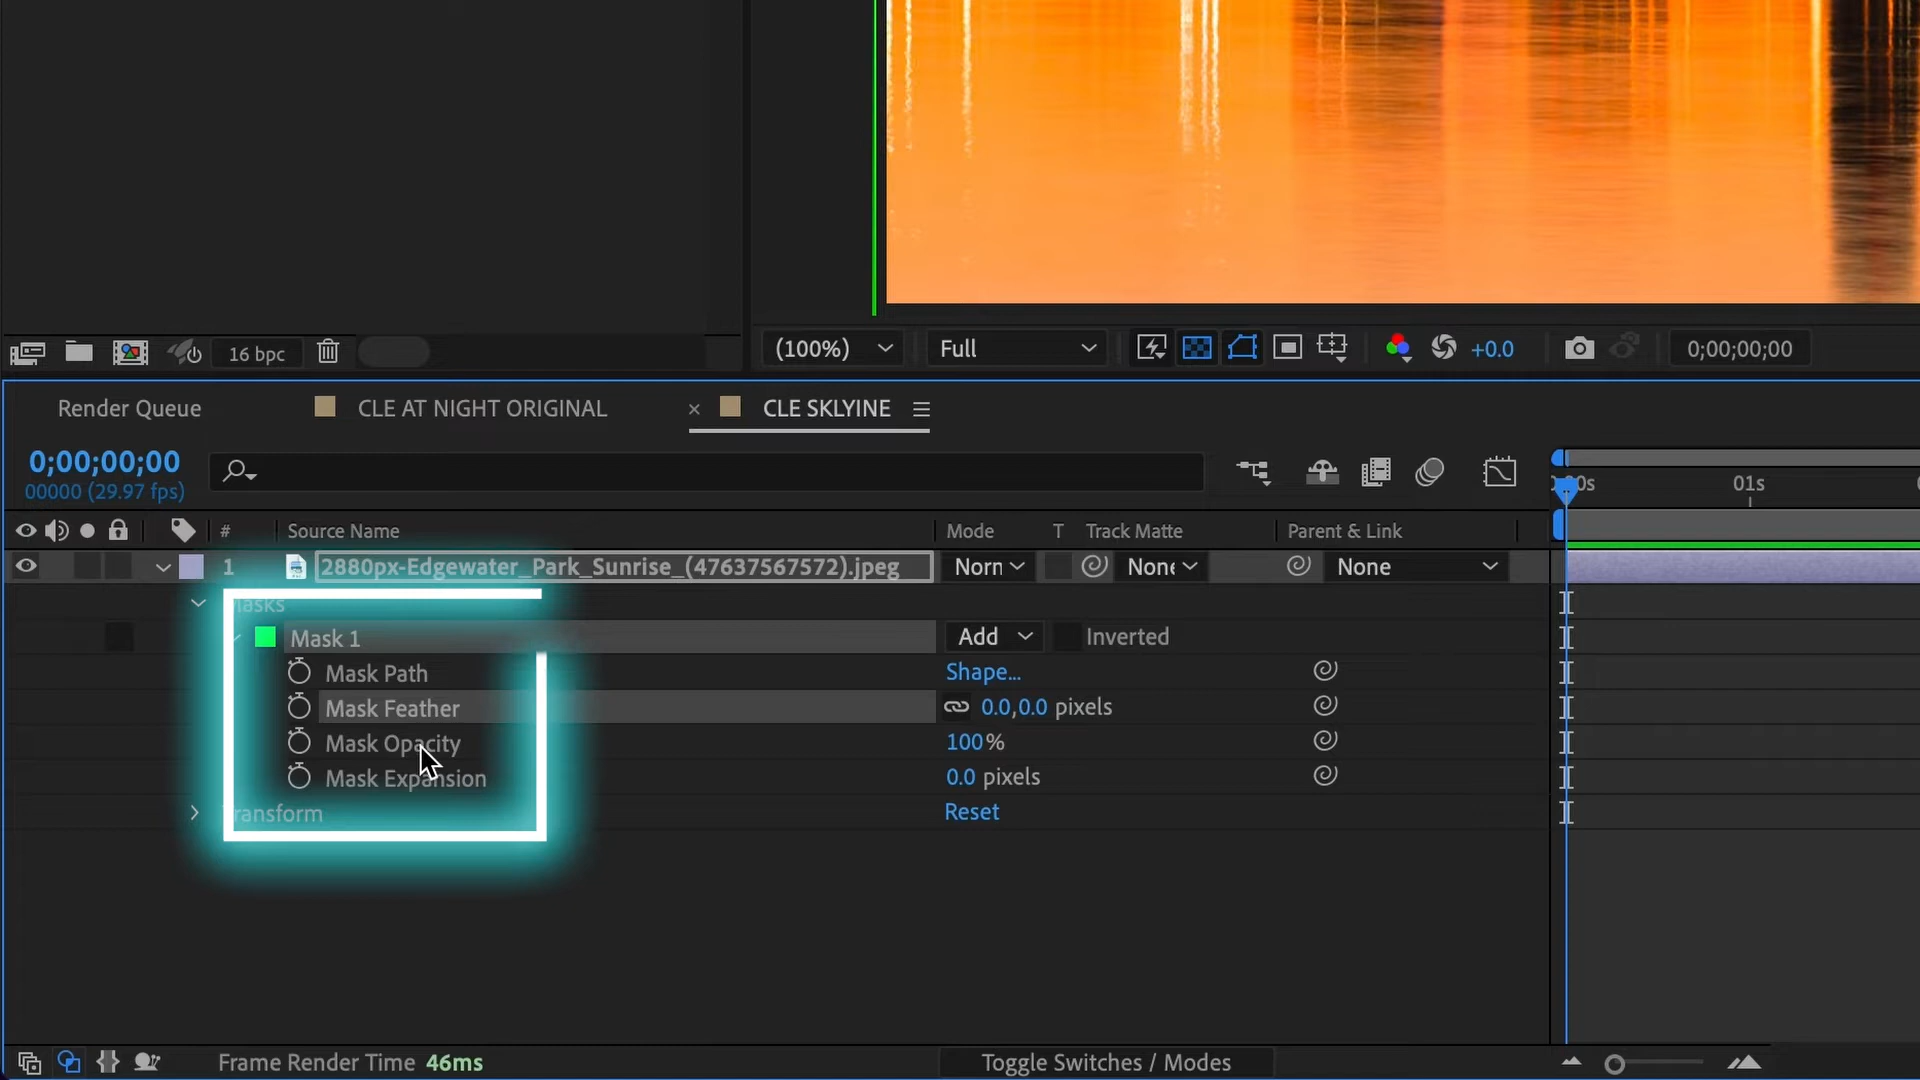 16 bpc
(100%) Full +0.0 0;00;00;00
Render Queue CLE AT NIGHT ORIGINAL × CLE SKLYINE
0;00;00;00
00000 (29.97 fps)
01s
# Source Name Mode T Track Matte Parent & Link
1 2880px-Edgewater_Park_Sunrise_(47637567572).jpeg Norn None None
Masks
Mask 1 Add Inverted
Mask Path Shape...
Mask Feather 0.0,0.0 pixels
Mask Opacity 100%
Mask Expansion 0.0 pixels
Transform Reset
Frame Render Time 46ms Toggle Switches / Modes